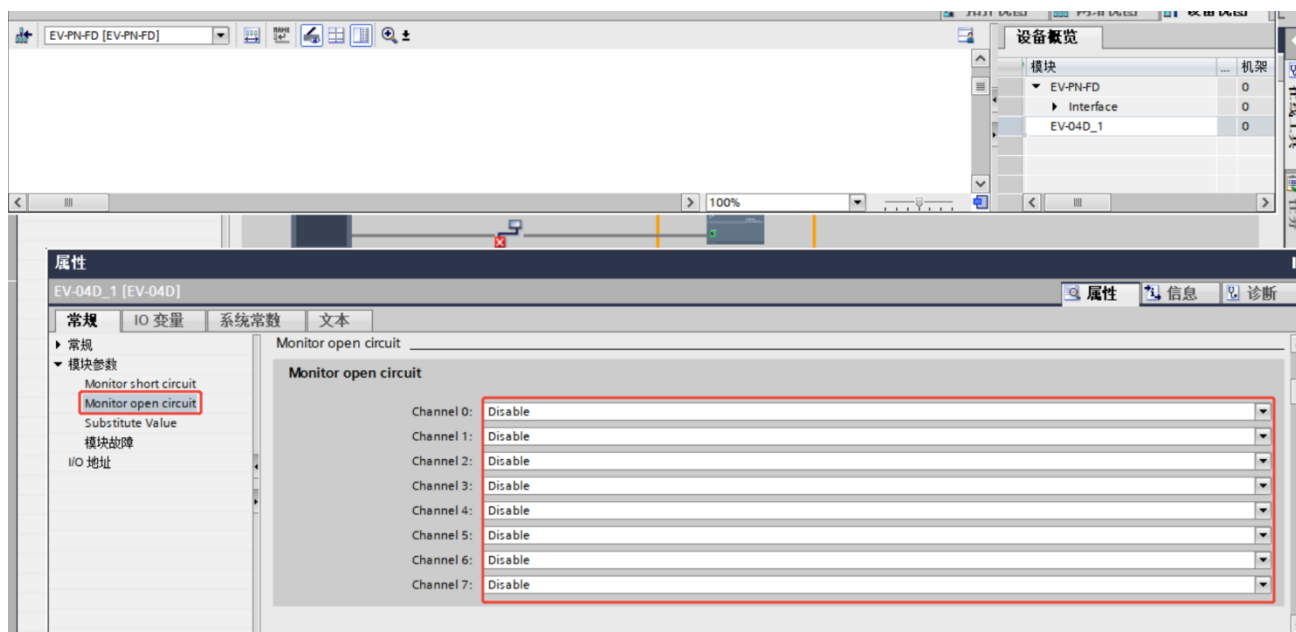 EV-PN-FD [EV-PN-FD]
设备概览
模块 ... 机架
EV-PN-FD 0
Interface 0
EV-04D_1 0
100%
属性
EV-04D_1 [EV-04D]
属性 信息 诊断
常规 IO 变量 系统常数 文本
常规
模块参数
Monitor short circuit
Monitor open circuit
Substitute Value
模块故障
I/O 地址
Monitor open circuit
Monitor open circuit
Channel 0: Disable
Channel 1: Disable
Channel 2: Disable
Channel 3: Disable
Channel 4: Disable
Channel 5: Disable
Channel 6: Disable
Channel 7: Disable